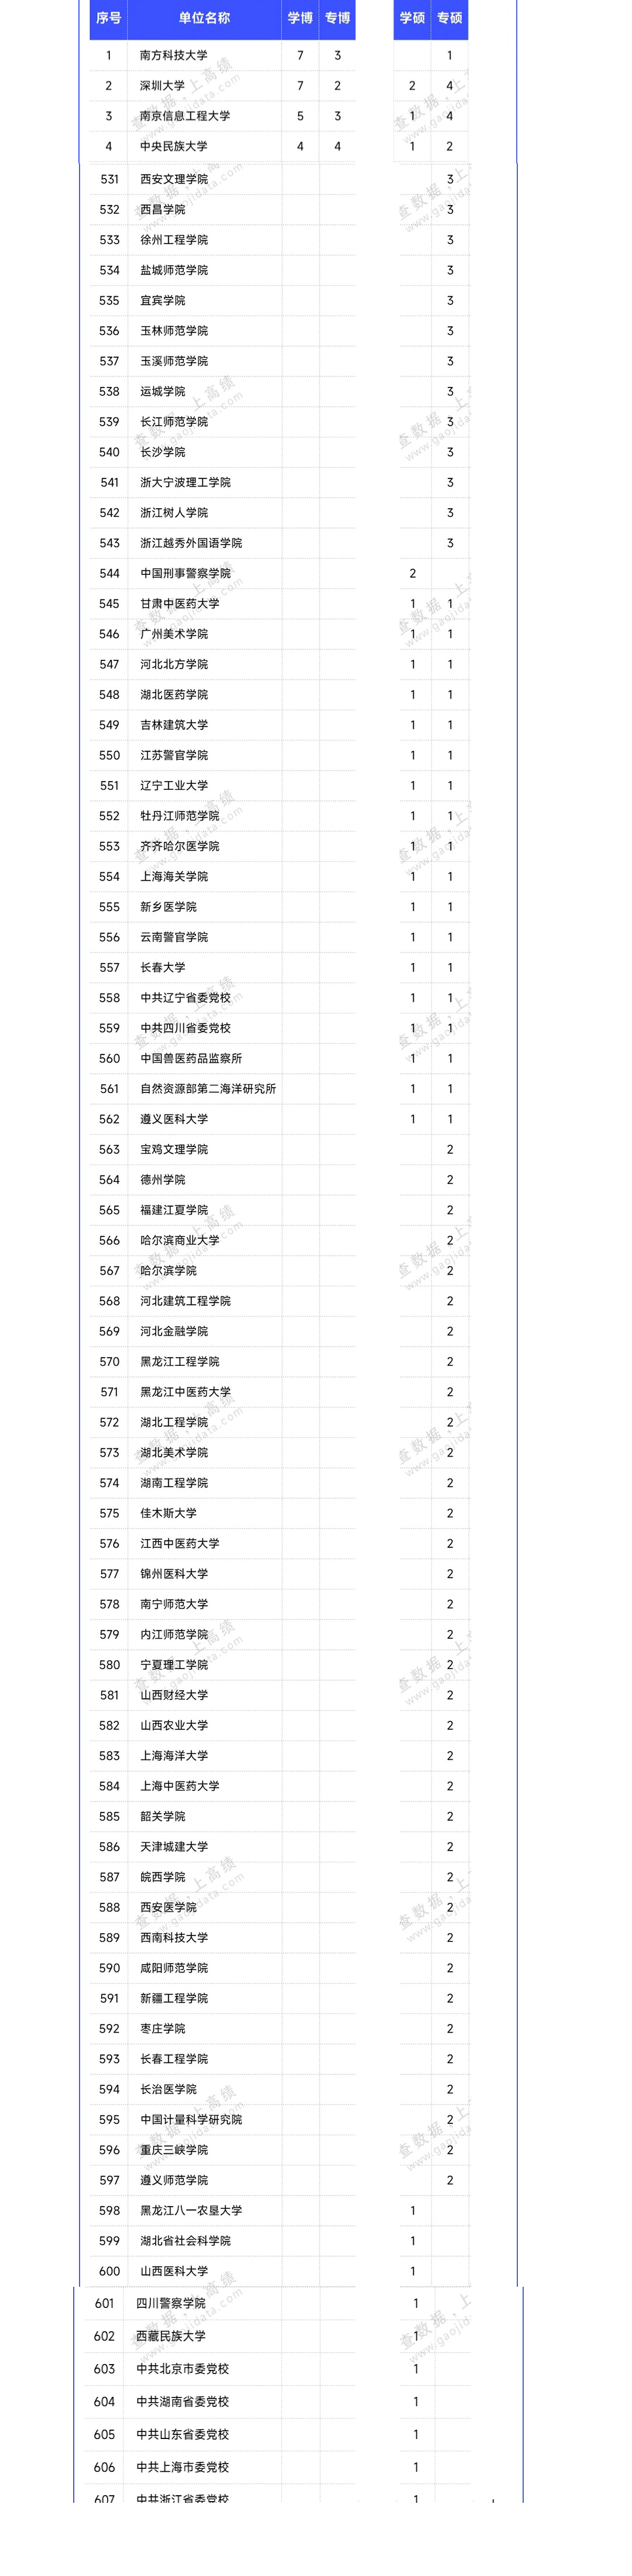 序号 单位名称 学博 专博 学硕 专硕
1 南方科技大学 7 3 1
2 深圳大学 7 2 2 4
3 南京信息工程大学 5 3 1 4
4 中央民族大学 4 4 1 2
531 西安文理学院 3
532 西昌学院 3
533 徐州工程学院 3
534 盐城师范学院 3
535 宜宾学院 3
536 玉林师范学院 3
537 玉溪师范学院 3
538 运城学院 3
539 长江师范学院 3
540 长沙学院 3
541 浙大宁波理工学院 3
542 浙江树人学院 3
543 浙江越秀外国语学院 3
544 中国刑事警察学院 2
545 甘肃中医药大学 1 1
546 广州美术学院 1 1
547 河北北方学院 1 1
548 湖北医药学院 1 1
549 吉林建筑大学 1 1
550 江苏警官学院 1 1
551 辽宁工业大学 1 1
552 牡丹江师范学院 1 1
553 齐齐哈尔医学院 1 1
554 上海海关学院 1 1
555 新乡医学院 1 1
556 云南警官学院 1 1
557 长春大学 1 1
558 中共辽宁省委党校 1 1
559 中共四川省委党校 1 1
560 中国兽医药品监察所 1 1
561 自然资源部第二海洋研究所 1 1
562 遵义医科大学 1 1
563 宝鸡文理学院 2
564 德州学院 2
565 福建江夏学院 2
566 哈尔滨商业大学 2
567 哈尔滨学院 2
568 河北建筑工程学院 2
569 河北金融学院 2
570 黑龙江工程学院 2
571 黑龙江中医药大学 2
572 湖北工程学院 2
573 湖北美术学院 2
574 湖南工程学院 2
575 佳木斯大学 2
576 江西中医药大学 2
577 锦州医科大学 2
578 南宁师范大学 2
579 内江师范学院 2
580 宁夏理工学院 2
581 山西财经大学 2
582 山西农业大学 2
583 上海海洋大学 2
584 上海中医药大学 2
585 韶关学院 2
586 天津城建大学 2
587 皖西学院 2
588 西安医学院 2
589 西南科技大学 2
590 咸阳师范学院 2
591 新疆工程学院 2
592 枣庄学院 2
593 长春工程学院 2
594 长治医学院 2
595 中国计量科学研究院 2
596 重庆三峡学院 2
597 遵义师范学院 2
598 黑龙江八一农垦大学 1
599 湖北省社会科学院 1
600 山西医科大学 1
601 四川警察学院 1
602 西藏民族大学 1
603 中共北京市委党校 1
604 中共湖南省委党校 1
605 中共山东省委党校 1
606 中共上海市委党校 1
607 中共浙江省委党校 1
查数据，上高绩
www.gaojidata.com